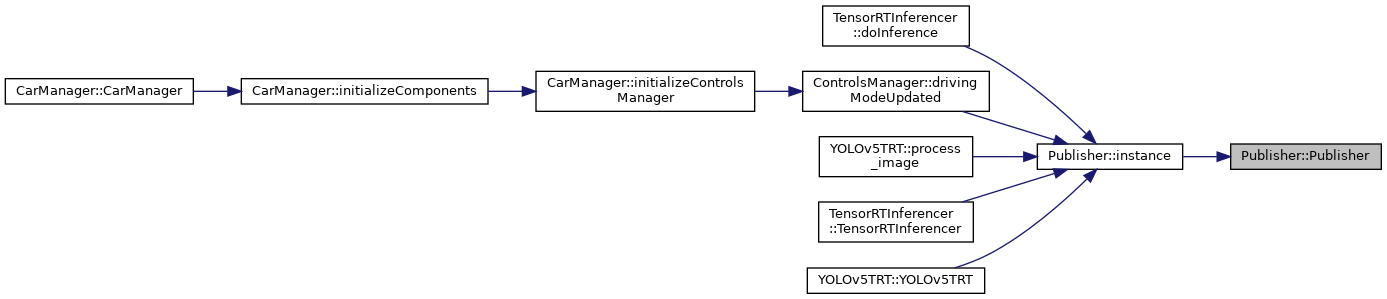 TensorRTInferencer
::doInference
CarManager::CarManager
CarManager::initializeComponents
CarManager::initializeControls
Manager
ControlsManager::driving
ModeUpdated
YOLOv5TRT::process
_image
Publisher::instance
Publisher::Publisher
TensorRTInferencer
::TensorRTInferencer
YOLOv5TRT::YOLOv5TRT